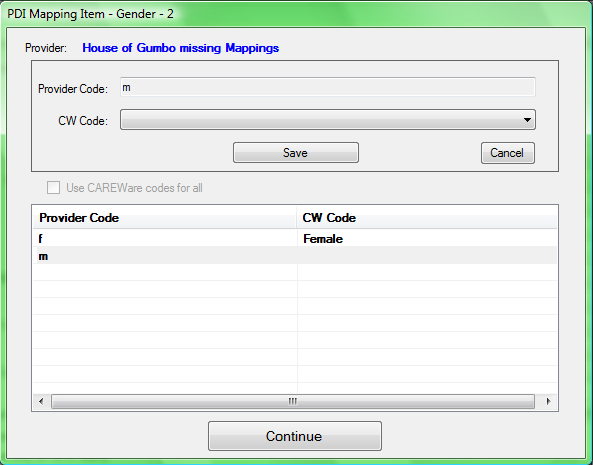 PDI Mapping Item - Gender - 2
Provider: House of Gumbo missing Mappings
Provider Code: m
CW Code:
Save Cancel
Use CAREWare codes for all
Provider Code CW Code
f Female
m
Continue